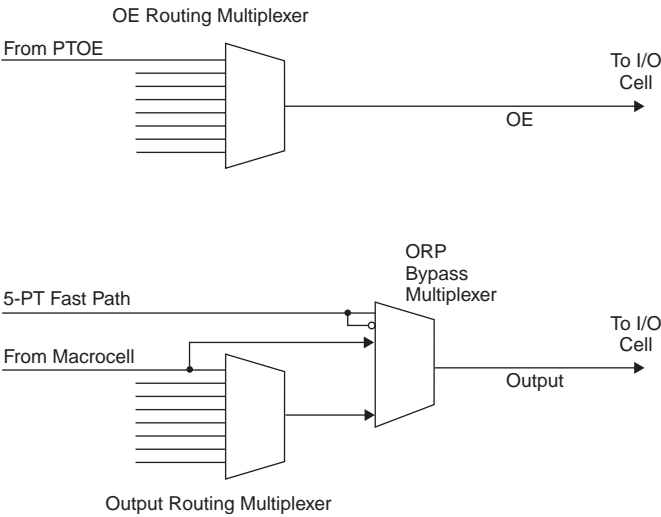 OE Routing Multiplexer
From PTOE
To I/O
Cell
OE
ORP
Bypass
Multiplexer
5-PT Fast Path
To I/O
Cell
From Macrocell
Output
Output Routing Multiplexer